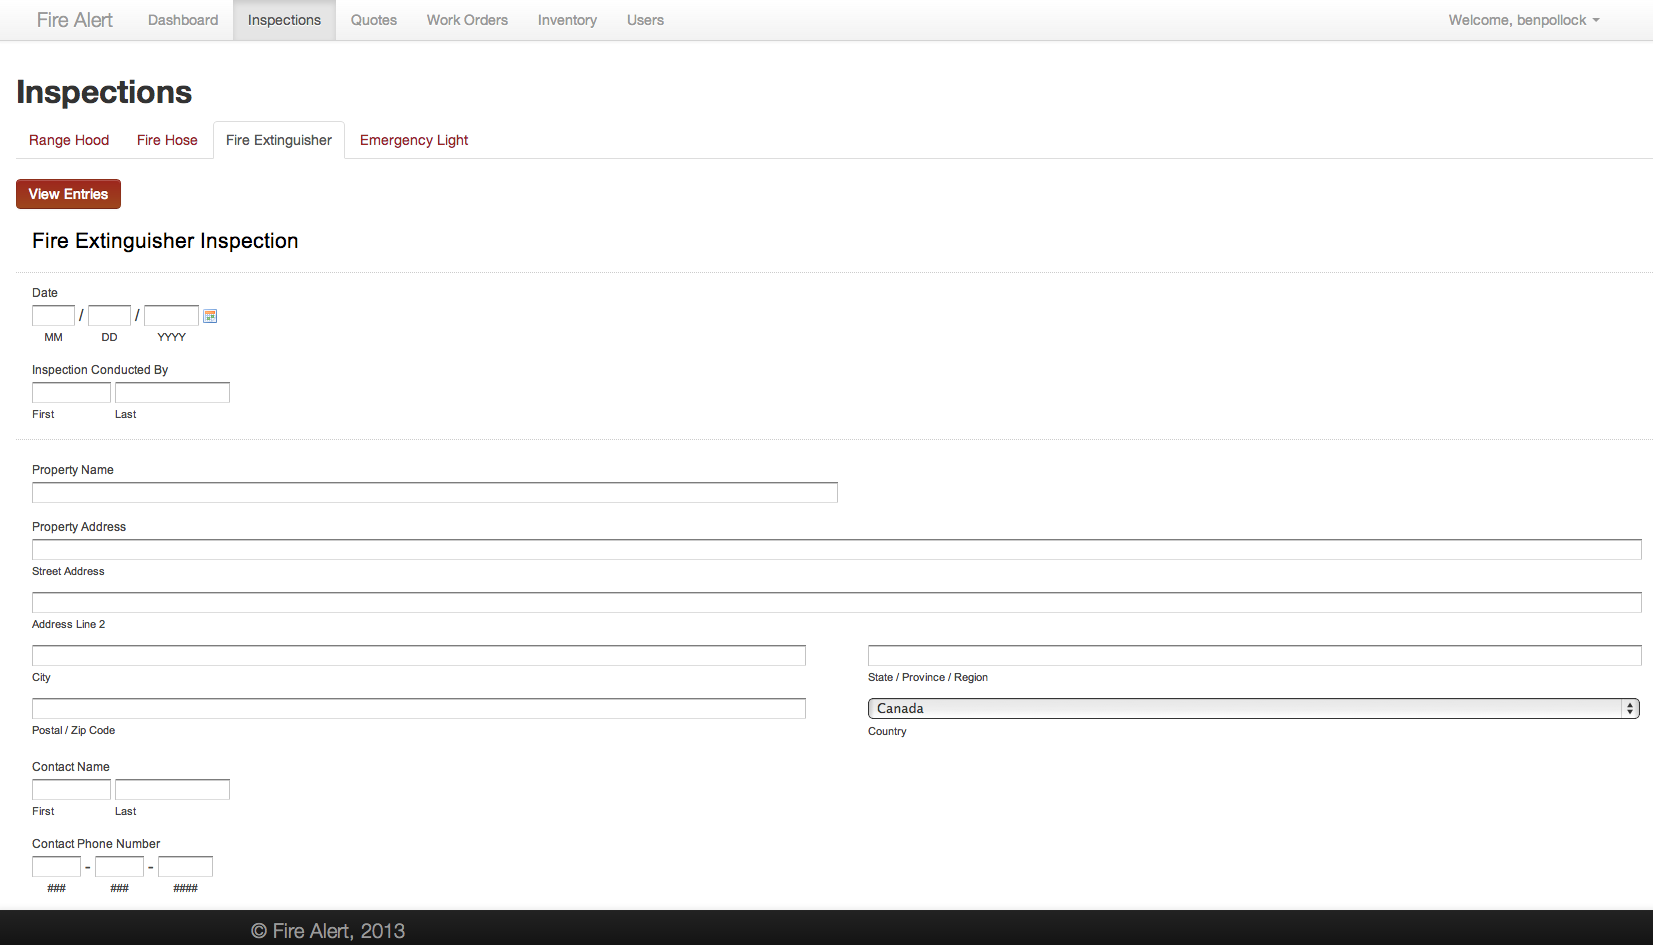 Fire Alert Dashboard Inspections Quotes Work Orders Inventory Users Welcome, benpollock
Inspections
Range Hood Fire Hose Fire Extinguisher Emergency Light
View Entries
Fire Extinguisher Inspection
Date
/ /
MM DD YYYY
Inspection Conducted By
First Last
Property Name
Property Address
Street Address
Address Line 2
City State / Province / Region
Canada
Postal / Zip Code Country
Contact Name
First Last
Contact Phone Number
- -
### ### ####
© Fire Alert, 2013